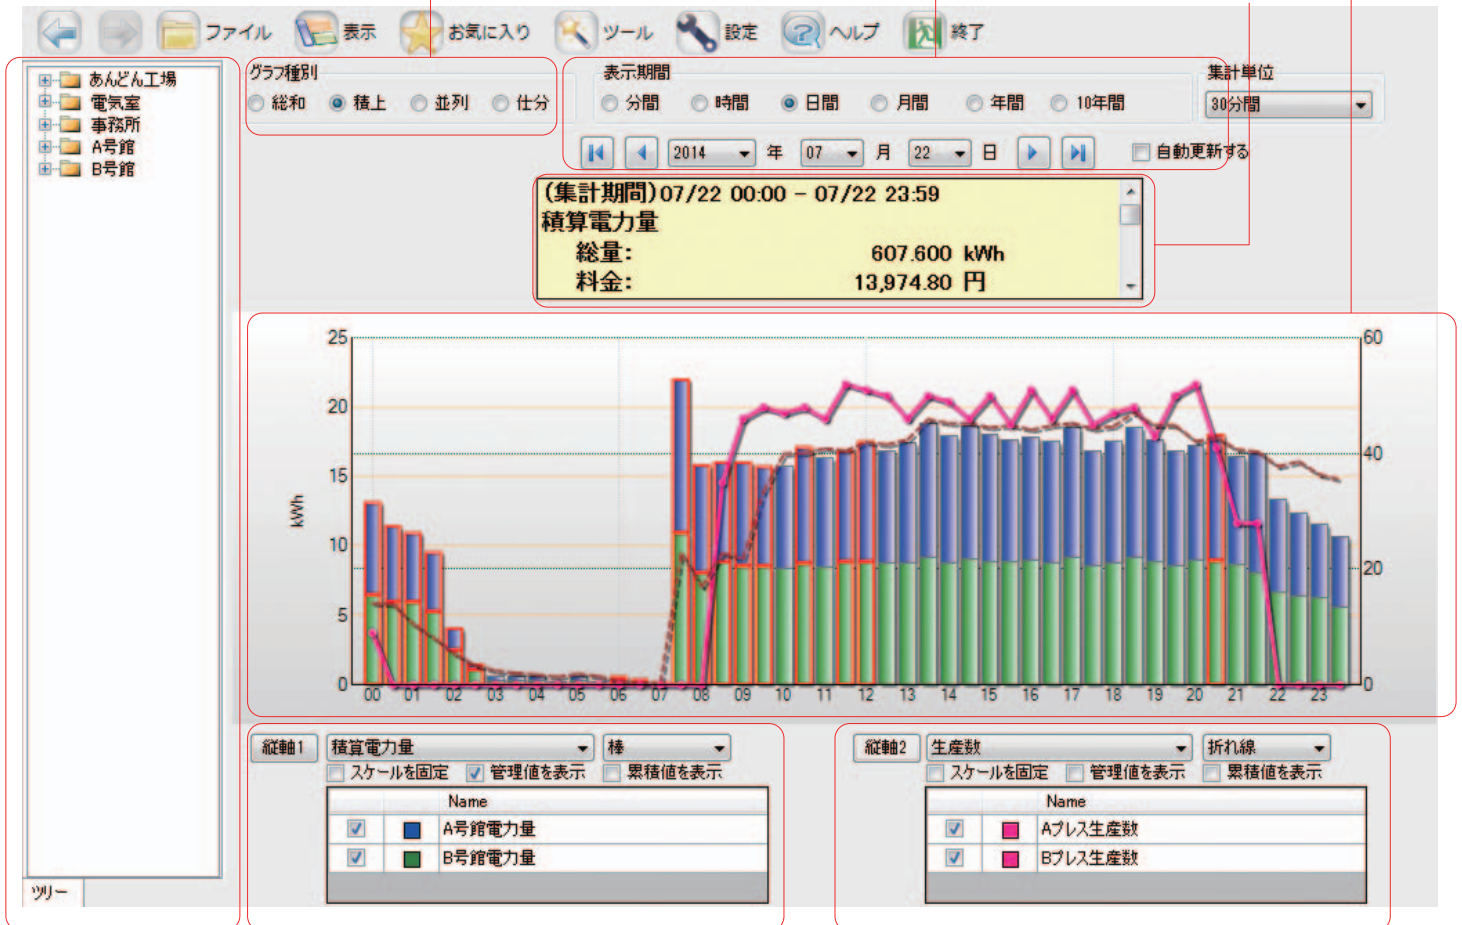 ファイル 表示 お気に入り ツール 設定 ヘルプ 終了
あんどん工場
電気室
事務所
A号館
B号館
ツリー
グラフ種別
総和 積上 並列 仕分
表示期間
分間 時間 日間 月間 年間 10年間
集計単位
30分間
2014 年 07 月 22 日 自動更新する
(集計期間)07/22 00:00 - 07/22 23:59
積算電力量
総量: 607.600 kWh
料金: 13,974.80 円
25
20
15
10
5
0
kWh
60
40
20
0
00 01 02 03 04 05 06 07 08 09 10 11 12 13 14 15 16 17 18 19 20 21 22 23
縦軸1 積算電力量 棒
スケールを固定 管理値を表示 累積値を表示
Name
A号館電力量
B号館電力量
縦軸2 生産数 折れ線
スケールを固定 管理値を表示 累積値を表示
Name
Aプレス生産数
Bプレス生産数